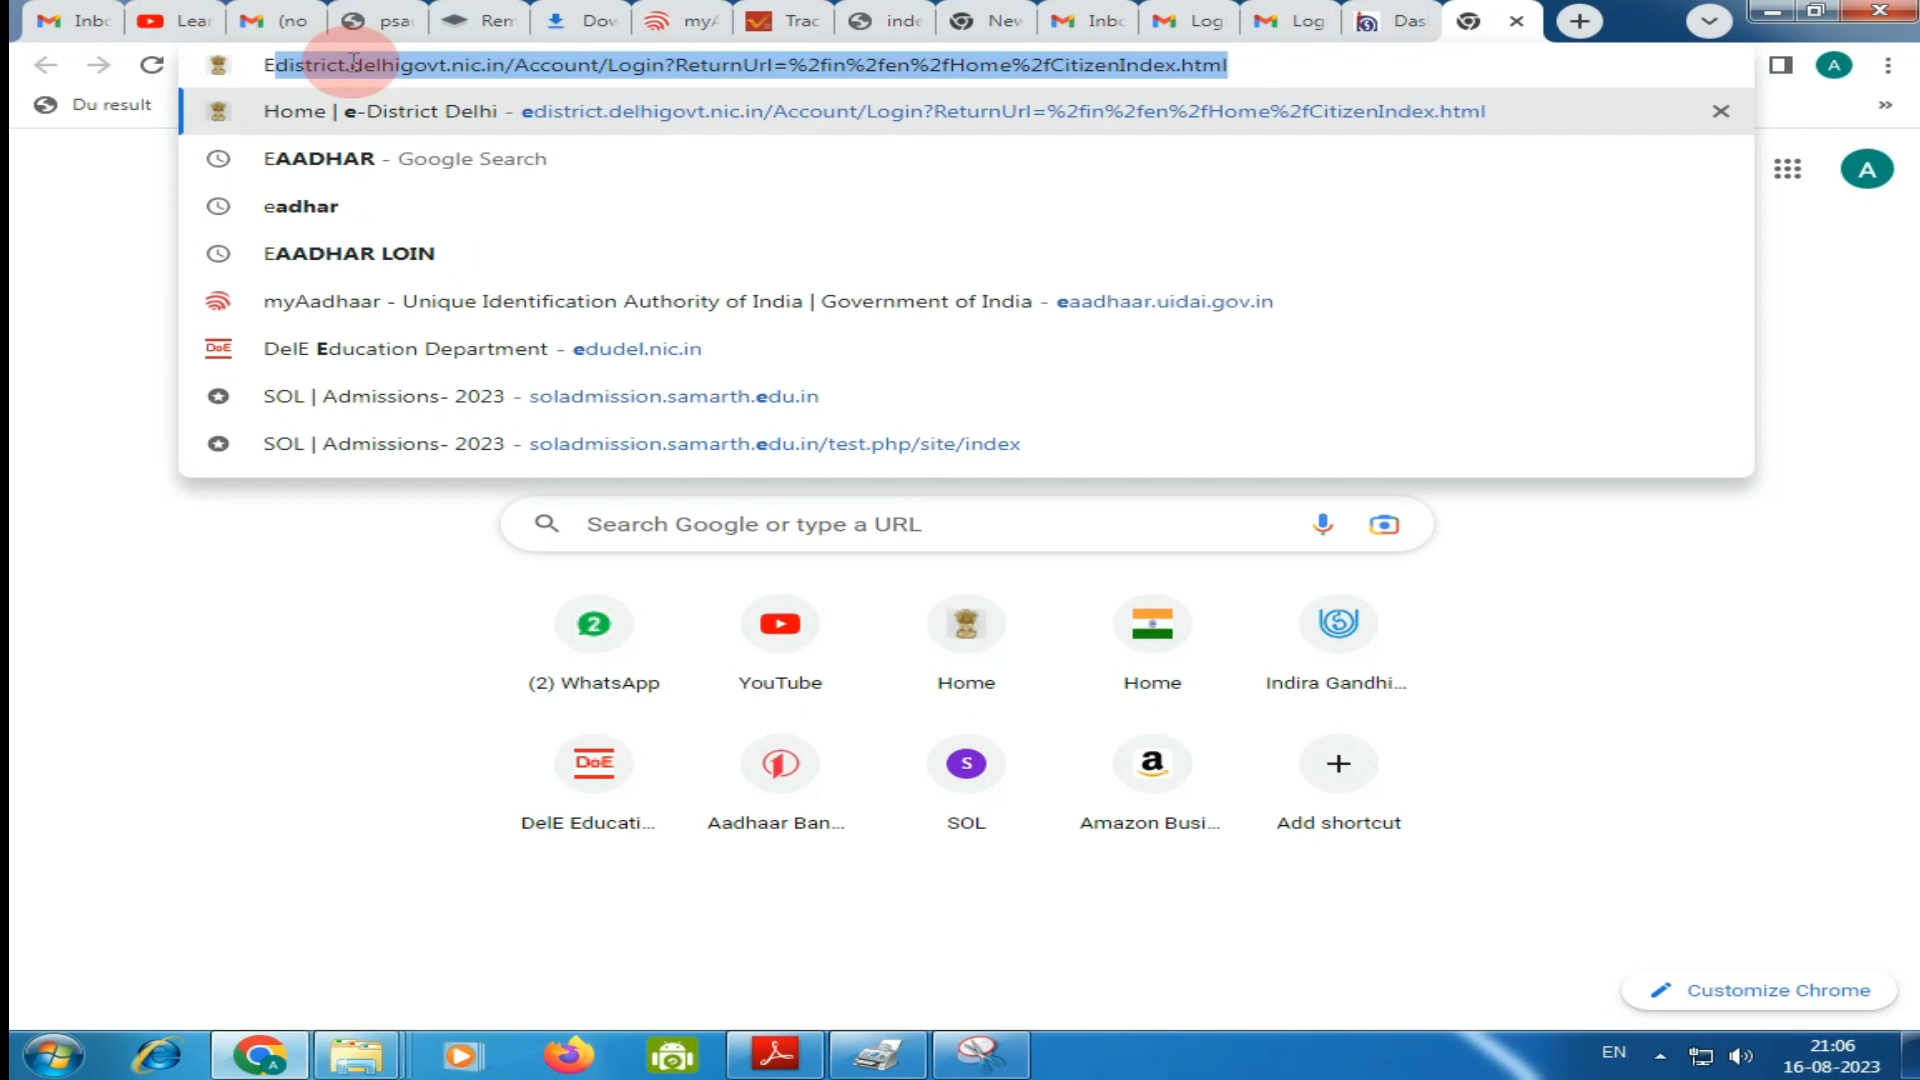 Inbo
Lear
(no
psac
Rem
Dov
myA
Trac
inde
Nev
Inbo
Log
Log
Das
Edistrict.delhigovt.nic.in/Account/Login?ReturnUrl=%2fin%2fen%2fHome%2fCitizenIndex.html
A
Du result
»
Home | e-District Delhi - edistrict.delhigovt.nic.in/Account/Login?ReturnUrl=%2fin%2fen%2fHome%2fCitizenIndex.html
EAADHAR - Google Search
A
eadhar
EAADHAR LOIN
myAadhaar - Unique Identification Authority of India | Government of India - eaadhaar.uidai.gov.in
DoE
DelE Education Department - edudel.nic.in
SOL | Admissions- 2023 - soladmission.samarth.edu.in
SOL | Admissions- 2023 - soladmission.samarth.edu.in/test.php/site/index
Search Google or type a URL
2
(2) WhatsApp
YouTube
Home
Home
Indira Gandhi...
DoE
S
a
DelE Educati...
Aadhaar Ban...
SOL
Amazon Busi...
Add shortcut
Customize Chrome
A
EN
21:06
16-08-2023